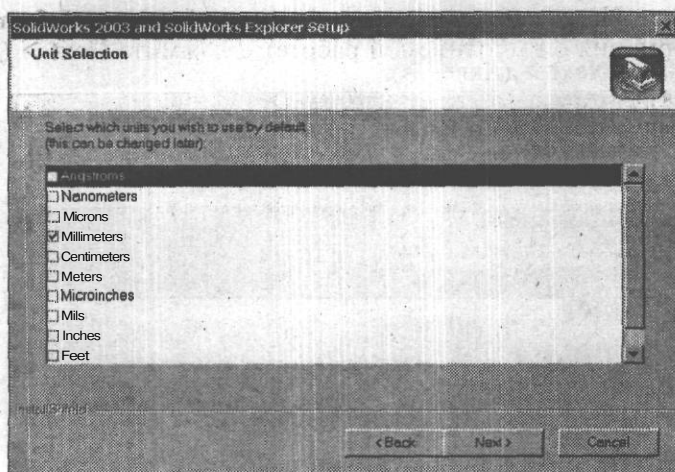 SolidWorks 2003 and SolidWorks Explorer Setup
Unit Selection
Select which units you wish to use by default
(this can be changed later):
Angstroms
Nanometers
Microns
Millimeters
Centimeters
Meters
Microinches
Mils
Inches
Feet
InstallShield
< Back
Next >
Cancel